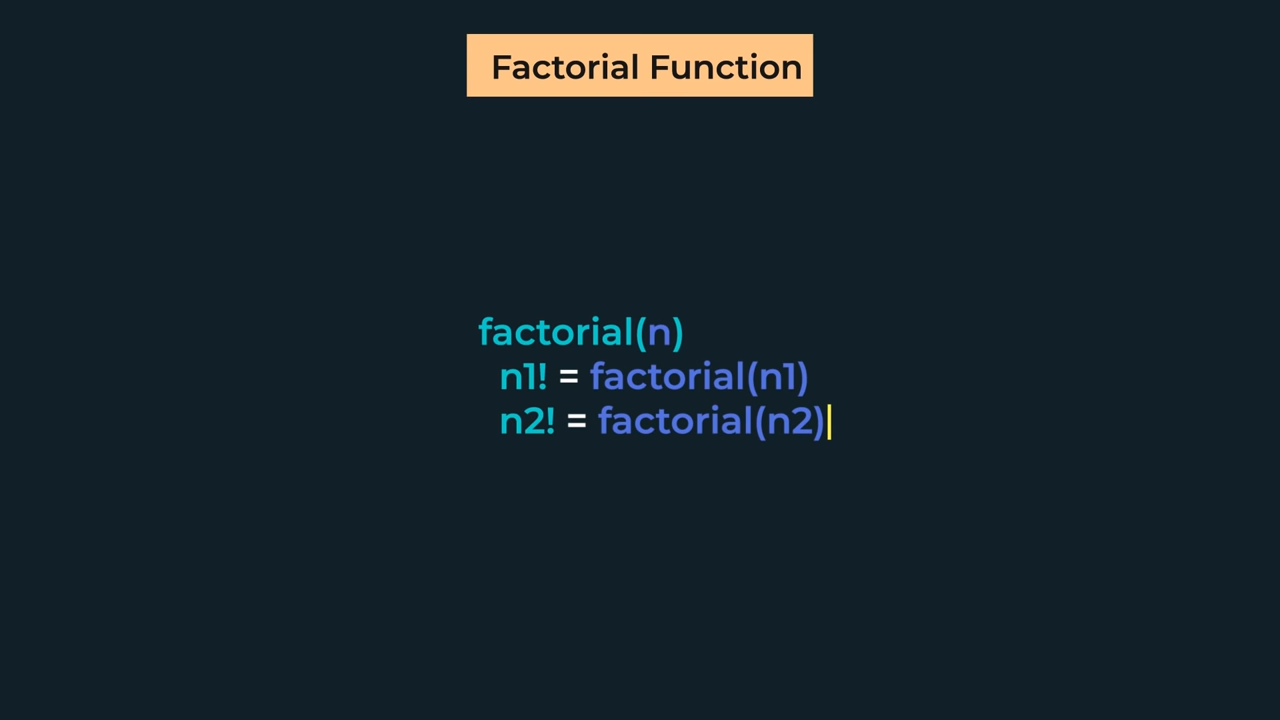 Factorial Function
factorial(n)
n1! = factorial(n1)
n2! = factorial(n2)